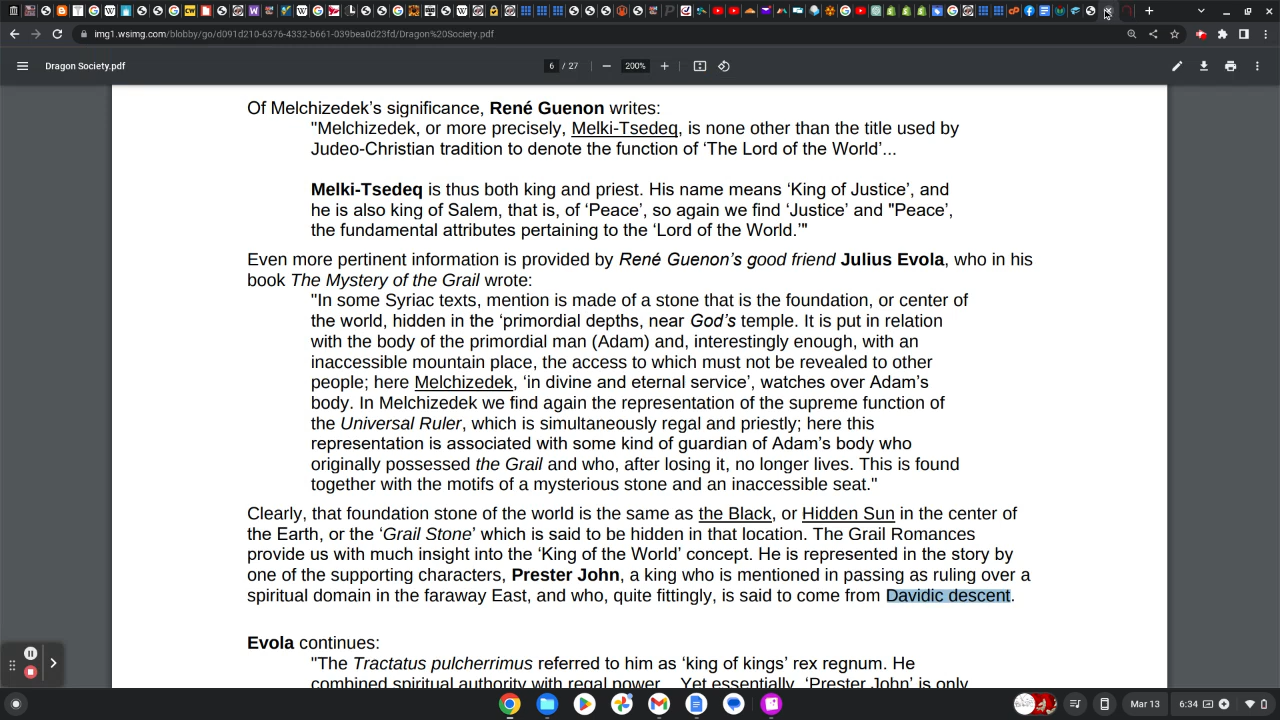 img1.wsimg.com/blobby/go/d091d210-6376-4332-b661-039bea0d23fd/Dragon%20Society.pdf
Dragon Society.pdf
6 / 27
200%
Of Melchizedek’s significance, René Guenon writes:
"Melchizedek, or more precisely, Melki-Tsedeq, is none other than the title used by
Judeo-Christian tradition to denote the function of ‘The Lord of the World’...
Melki-Tsedeq is thus both king and priest. His name means ‘King of Justice’, and
he is also king of Salem, that is, of ‘Peace’, so again we find ‘Justice’ and "Peace’,
the fundamental attributes pertaining to the ‘Lord of the World.’"
Even more pertinent information is provided by René Guenon’s good friend Julius Evola, who in his
book The Mystery of the Grail wrote:
"In some Syriac texts, mention is made of a stone that is the foundation, or center of
the world, hidden in the ‘primordial depths, near God’s temple. It is put in relation
with the body of the primordial man (Adam) and, interestingly enough, with an
inaccessible mountain place, the access to which must not be revealed to other
people; here Melchizedek, ‘in divine and eternal service’, watches over Adam’s
body. In Melchizedek we find again the representation of the supreme function of
the Universal Ruler, which is simultaneously regal and priestly; here this
representation is associated with some kind of guardian of Adam’s body who
originally possessed the Grail and who, after losing it, no longer lives. This is found
together with the motifs of a mysterious stone and an inaccessible seat."
Clearly, that foundation stone of the world is the same as the Black, or Hidden Sun in the center of
the Earth, or the ‘Grail Stone’ which is said to be hidden in that location. The Grail Romances
provide us with much insight into the ‘King of the World’ concept. He is represented in the story by
one of the supporting characters, Prester John, a king who is mentioned in passing as ruling over a
spiritual domain in the faraway East, and who, quite fittingly, is said to come from Davidic descent.
Evola continues:
"The Tractatus pulcherrimus referred to him as ‘king of kings’ rex regnum. He
combined spiritual authority with regal power... Yet essentially, ‘Prester John’ is only
Mar 13
6:34